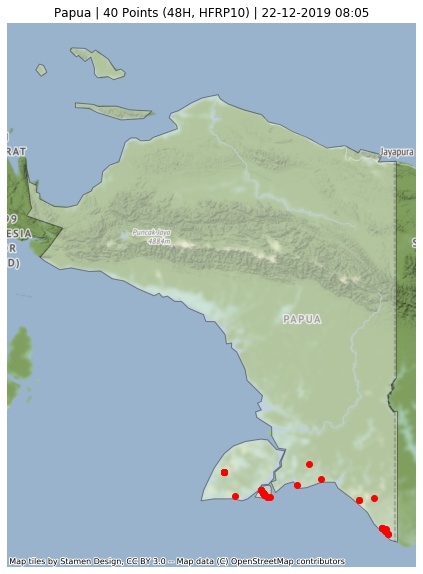 Papua | 40 Points (48H, HFRP10) | 22-12-2019 08:05
Jayapura
RAT
9
ESIA
R
D)
Puncak Jaya
4884m
S
PAPUA
Map tiles by Stamen Design, CC BY 3.0 -- Map data (C) OpenStreetMap contributors